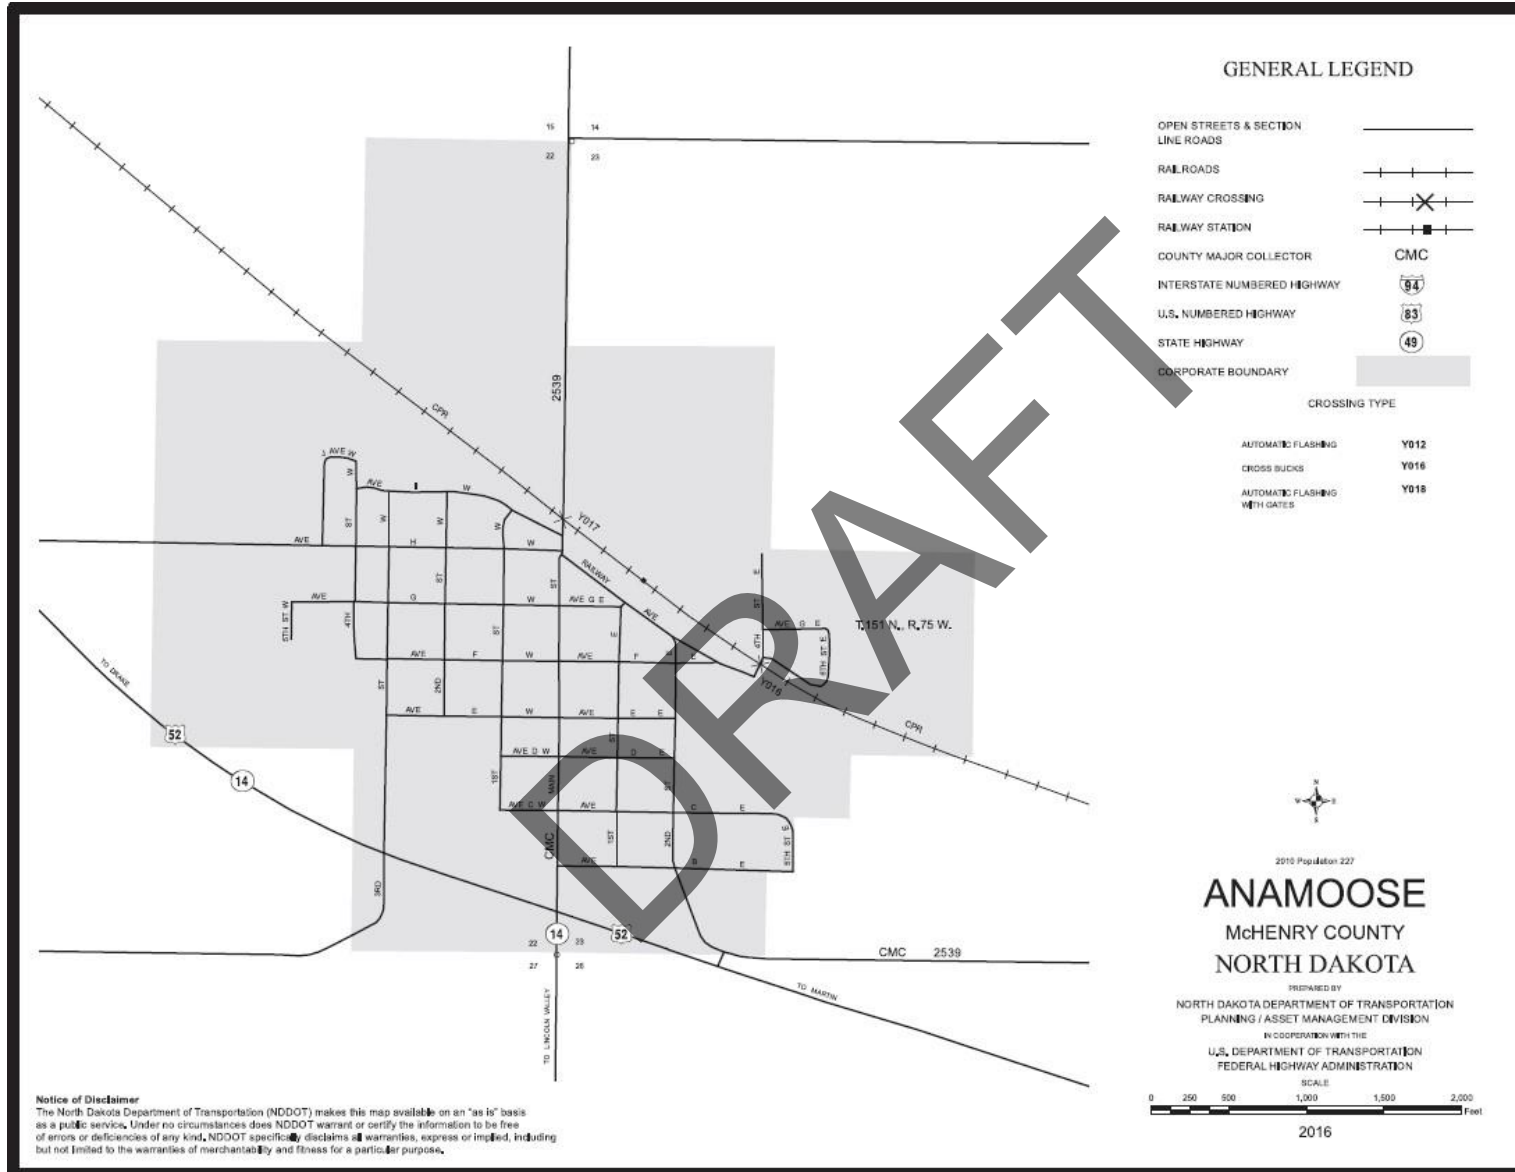 GENERAL LEGEND
OPEN STREETS & SECTION
LINE ROADS
RAILROADS
RAILWAY CROSSING
RAILWAY STATION
COUNTY MAJOR COLLECTOR CMC
INTERSTATE NUMBERED HIGHWAY 94
U.S. NUMBERED HIGHWAY 83
STATE HIGHWAY 49
CORPORATE BOUNDARY
CROSSING TYPE
AUTOMATIC FLASHING Y012
CROSS BUCKS Y016
AUTOMATIC FLASHING Y018
WITH GATES
DRAFT
15 14
22 23
2539
CPR
J AVE W
W
AVE I W
Y017
ST
W
W
W
AVE H W
RAILWAY AVE
ST
ST
ST E
AVE G W AVE G E
5TH ST W
4TH
ST
E
4TH
AVE G E
6TH ST E
T.151 N., R.75 W.
AVE F W AVE F E
E
TO DRAKE
ST
2ND
Y018
CPR
AVE E W AVE E E
52
14
ST
AVE D W AVE D E
1ST
MAIN
ST
AVE C W AVE C E
CMC
1ST
2ND
5TH ST E
AVE B E
3RD
14
52
22 23
27 26
CMC 2539
TO LINCOLN VALLEY
TO MARTIN
N
W E
S
2010 Population 227
ANAMOOSE
McHENRY COUNTY
NORTH DAKOTA
PREPARED BY
NORTH DAKOTA DEPARTMENT OF TRANSPORTATION
PLANNING / ASSET MANAGEMENT DIVISION
IN COOPERATION WITH THE
U.S. DEPARTMENT OF TRANSPORTATION
FEDERAL HIGHWAY ADMINISTRATION
SCALE
0 250 500 1,000 1,500 2,000
Feet
2016
Notice of Disclaimer
The North Dakota Department of Transportation (NDDOT) makes this map available on an "as is" basis
as a public service. Under no circumstances does NDDOT warrant or certify the information to be free
of errors or deficiencies of any kind. NDDOT specifically disclaims all warranties, express or implied, including
but not limited to the warranties of merchantability and fitness for a particular purpose.